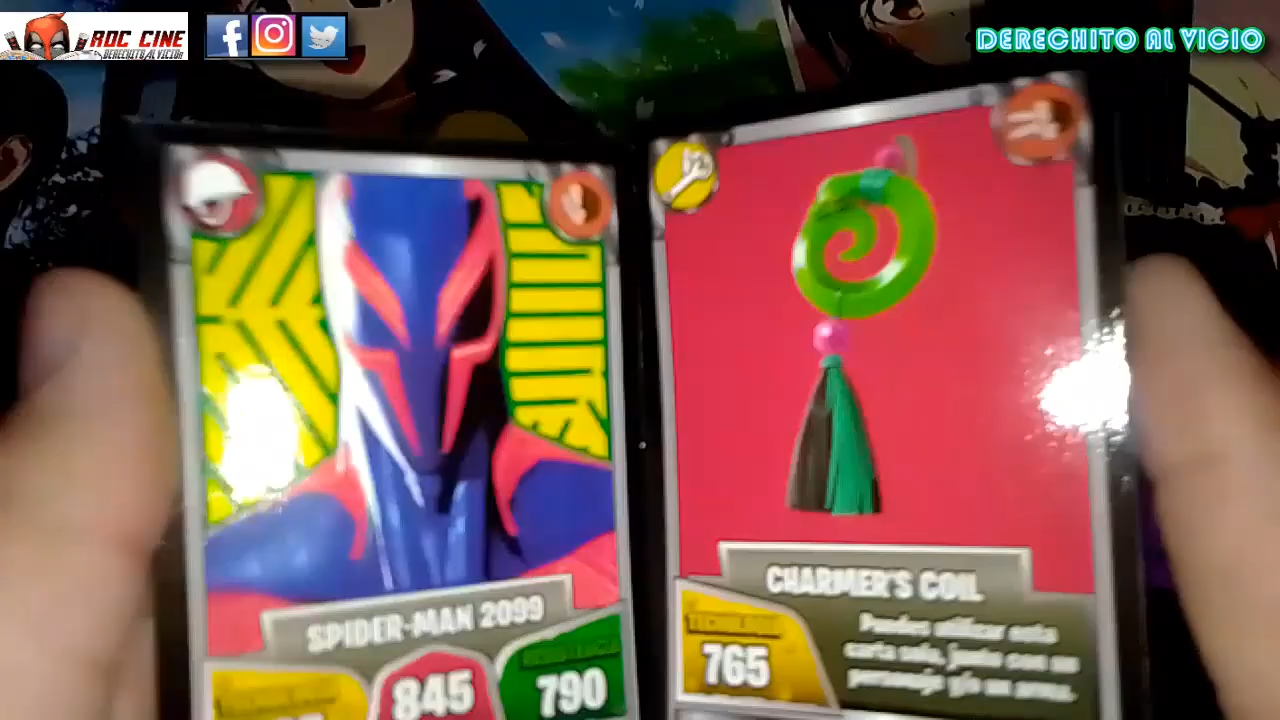 ROC CINE
DERECHITO AL VICIO
DERECHITO AL VICIO
SPIDER-MAN 2099
845
790
CHARMER'S COIL
765
Puedes utilizar esta
carta sola, junto con un
personaje y/o un arma.